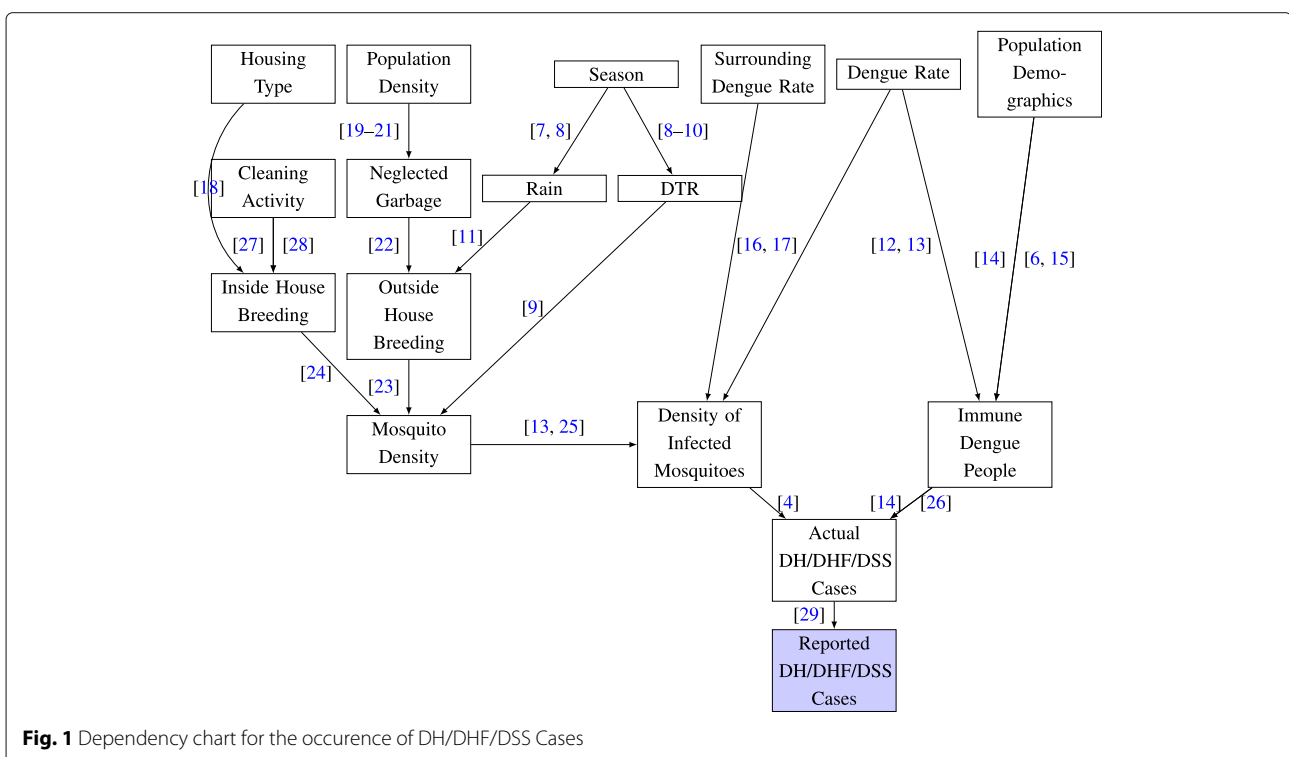 Housing
Type
Population
Density
Season
Surrounding
Dengue Rate
Dengue Rate
Population
Demo-
graphics
[19–21]
[7, 8]
[8–10]
[18]
Cleaning
Activity
Neglected
Garbage
Rain
DTR
[27]
[28]
[22]
[11]
[16, 17]
[12, 13]
[14]
[6, 15]
Inside House
Breeding
Outside
House
Breeding
[9]
[24]
[23]
Mosquito
Density
[13, 25]
Density of
Infected
Mosquitoes
Immune
Dengue
People
[4]
[14]
[26]
Actual
DH/DHF/DSS
Cases
[29]
Reported
DH/DHF/DSS
Cases
Fig. 1 Dependency chart for the occurence of DH/DHF/DSS Cases